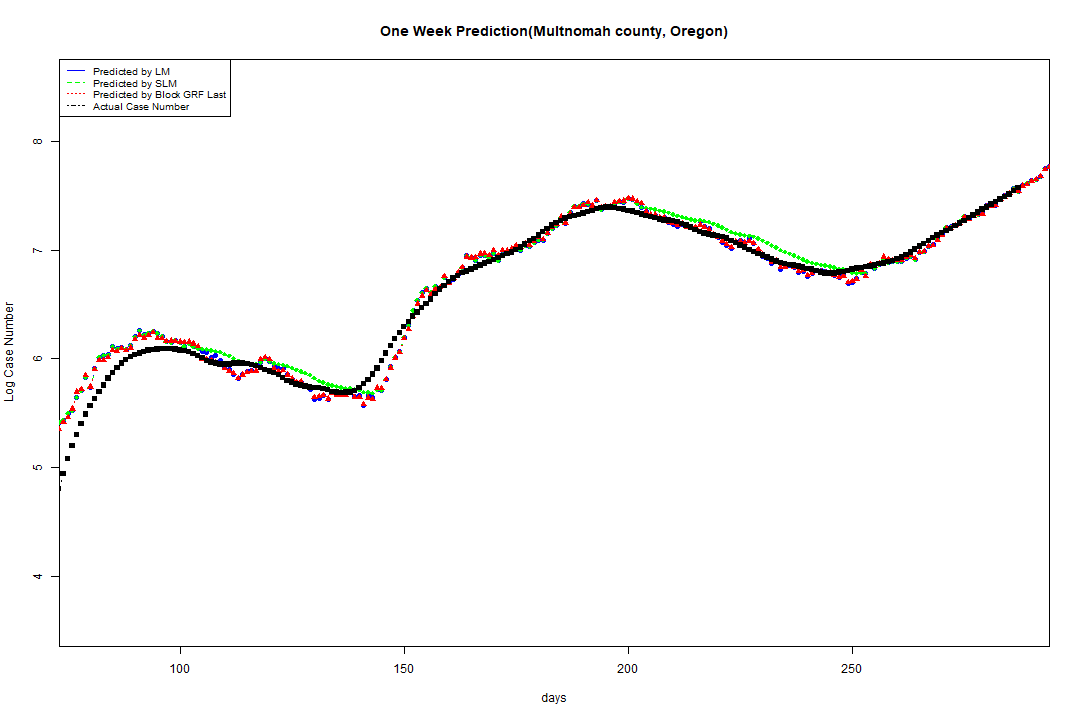 One Week Prediction(Multnomah county, Oregon)
Predicted by LM
Predicted by SLM
Predicted by Block GRF Last
Actual Case Number
8
7
6
5
4
Log Case Number
100 150 200 250
days